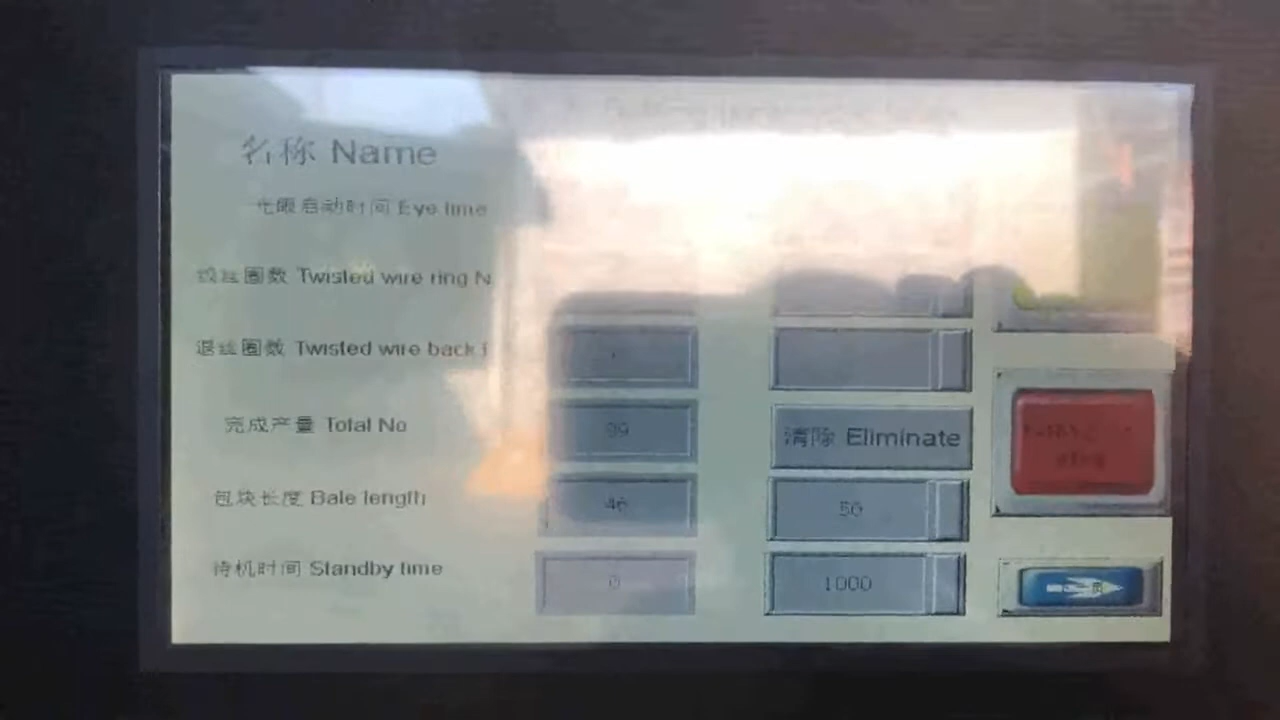 名称 Name
光眼启动时间 Eye time
绞丝圈数 Twisted wire ring N
退丝圈数 Twisted wire back
完成产量 Total No 99 清除 Eliminate
包块长度 Bale length 46 50
待机时间 Standby time 0 1000